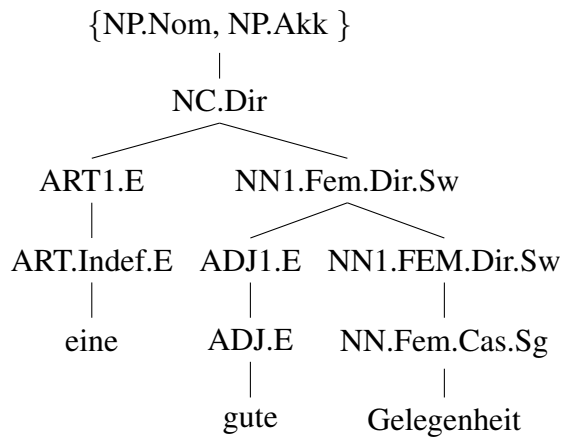 {NP.Nom, NP.Akk }
NC.Dir
ART1.E NN1.Fem.Dir.Sw
ART.Indef.E ADJ1.E NN1.FEM.Dir.Sw
eine ADJ.E NN.Fem.Cas.Sg
gute Gelegenheit